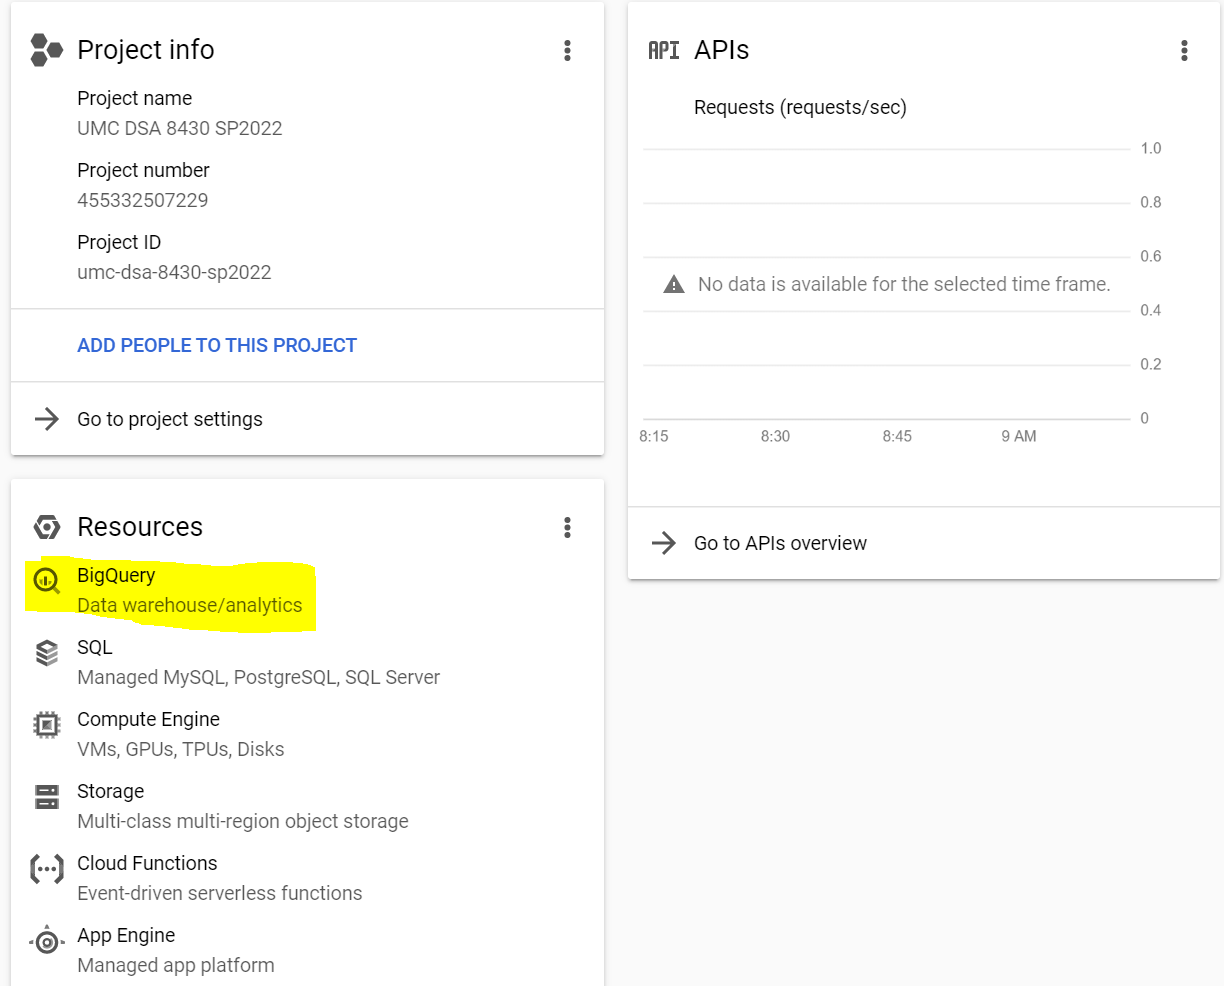 Project info
Project name
UMC DSA 8430 SP2022
Project number
455332507229
Project ID
umc-dsa-8430-sp2022
ADD PEOPLE TO THIS PROJECT
Go to project settings
Resources
BigQuery
Data warehouse/analytics
SQL
Managed MySQL, PostgreSQL, SQL Server
Compute Engine
VMs, GPUs, TPUs, Disks
Storage
Multi-class multi-region object storage
Cloud Functions
Event-driven serverless functions
App Engine
Managed app platform
API APIs
Requests (requests/sec)
1.0
0.8
0.6
No data is available for the selected time frame.
0.4
0.2
0
8:15 8:30 8:45 9 AM
Go to APIs overview